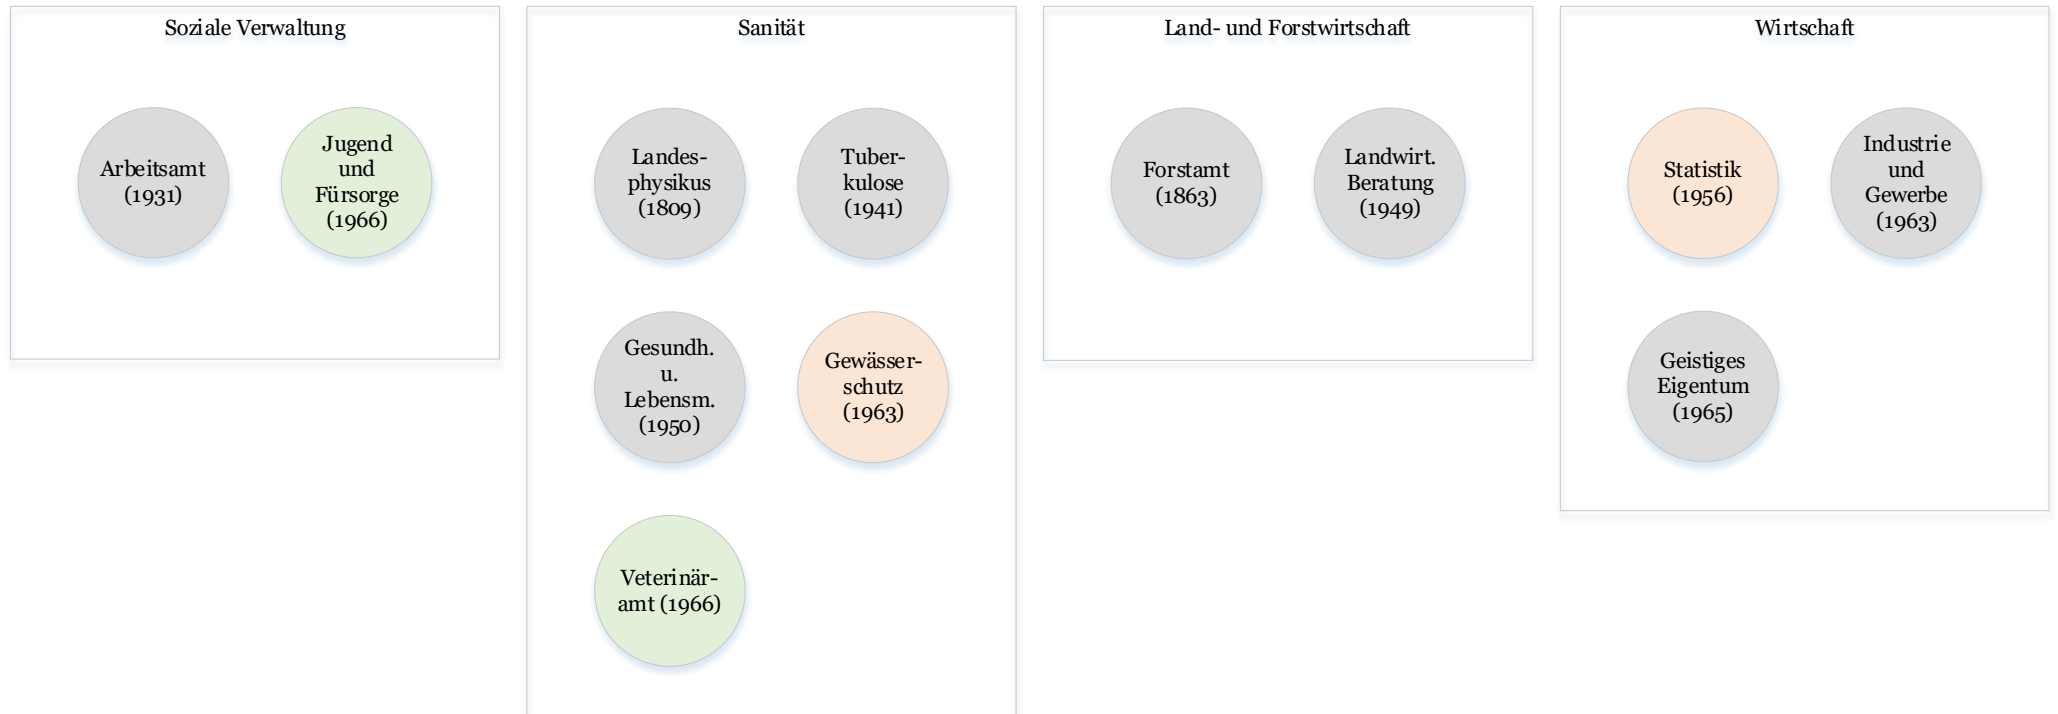 Soziale Verwaltung
Arbeitsamt
(1931)
Jugend
und
Fürsorge
(1966)
Sanität
Landes-
physikus
(1809)
Tuber-
kulose
(1941)
Gesundh.
u.
Lebensm.
(1950)
Gewässer-
schutz
(1963)
Veterinär-
amt (1966)
Land- und Forstwirtschaft
Forstamt
(1863)
Landwirt.
Beratung
(1949)
Wirtschaft
Statistik
(1956)
Industrie
und
Gewerbe
(1963)
Geistiges
Eigentum
(1965)